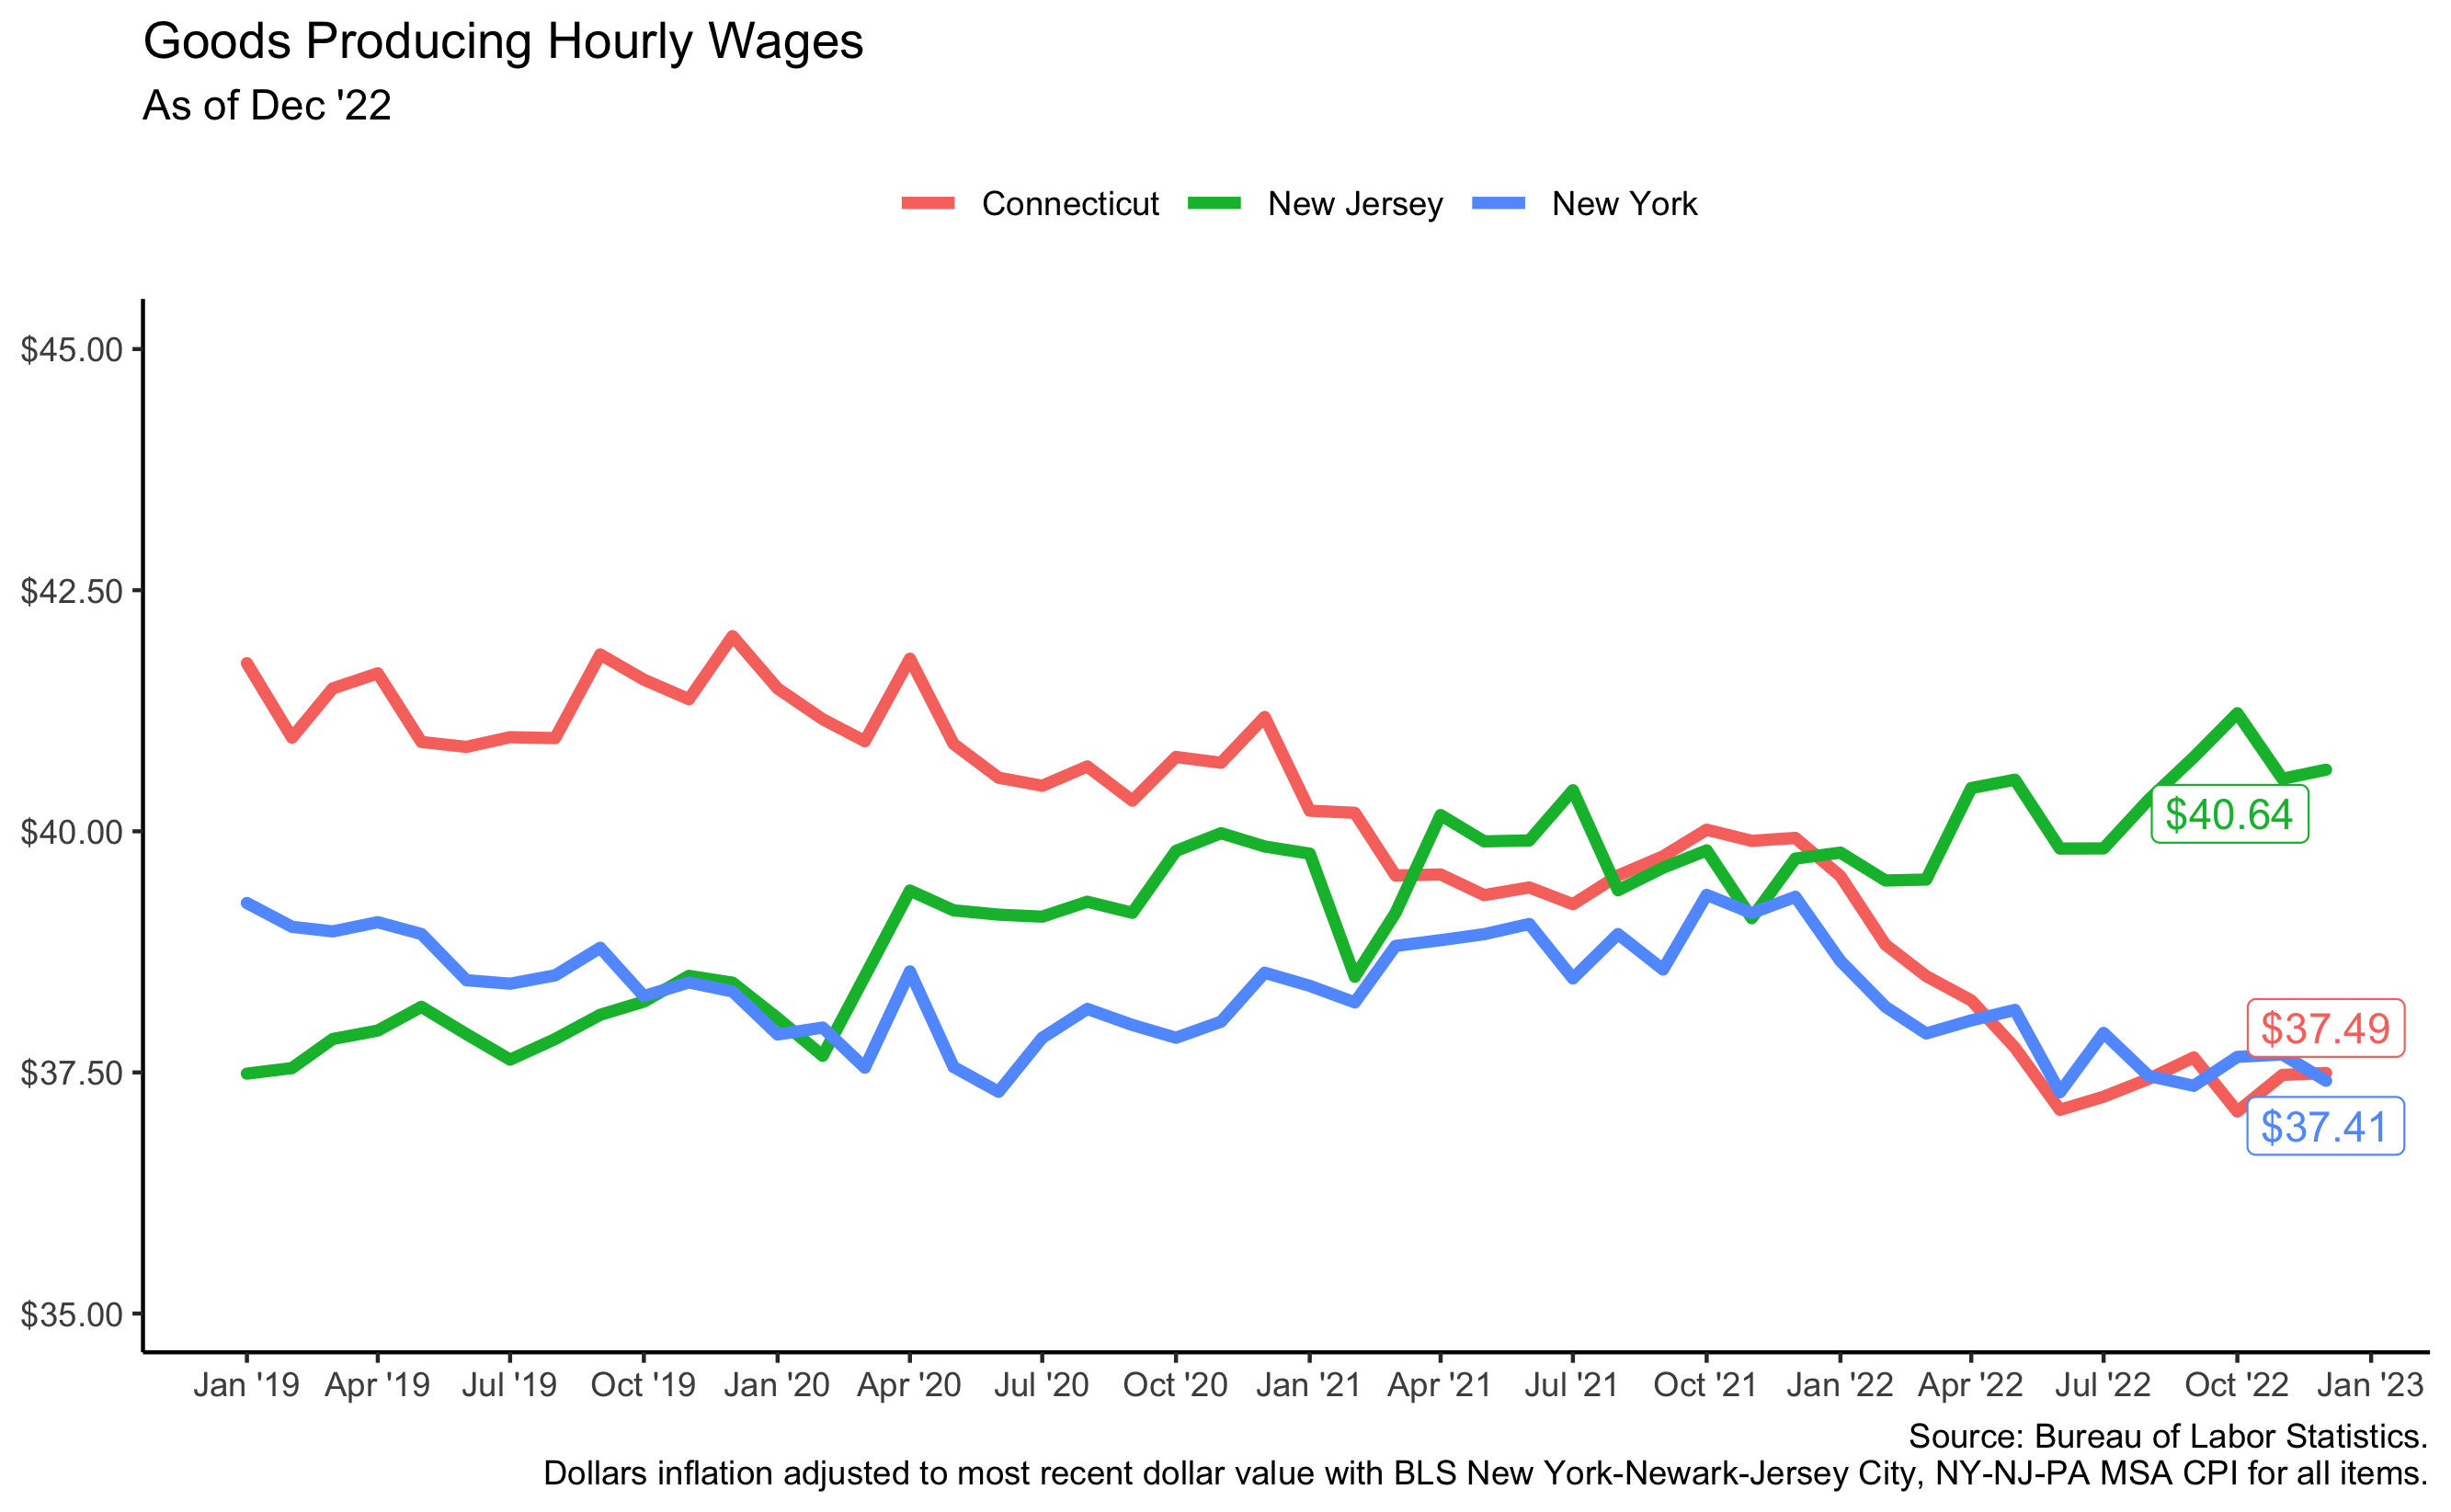 Goods Producing Hourly Wages
As of Dec '22
Connecticut New Jersey New York
$45.00
$42.50
$40.00
$37.50
$35.00
$40.64
$37.49
$37.41
Jan '19 Apr '19 Jul '19 Oct '19 Jan '20 Apr '20 Jul '20 Oct '20 Jan '21 Apr '21 Jul '21 Oct '21 Jan '22 Apr '22 Jul '22 Oct '22 Jan '23
Source: Bureau of Labor Statistics.
Dollars inflation adjusted to most recent dollar value with BLS New York-Newark-Jersey City, NY-NJ-PA MSA CPI for all items.